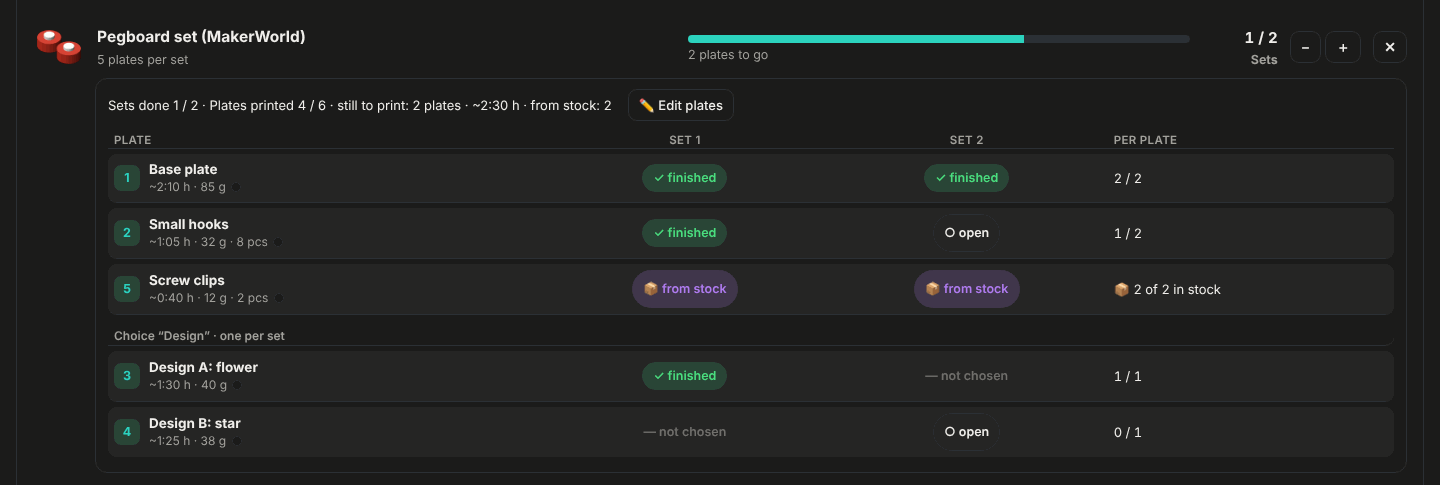 Pegboard set (MakerWorld)
5 plates per set
2 plates to go
1 / 2
Sets
−
+
✕
Sets done 1 / 2 · Plates printed 4 / 6 · still to print: 2 plates · ~2:30 h · from stock: 2
✏️ Edit plates
PLATE SET 1 SET 2 PER PLATE
1 Base plate ✓ finished ✓ finished 2 / 2
~2:10 h · 85 g
2 Small hooks ✓ finished ○ open 1 / 2
~1:05 h · 32 g · 8 pcs
5 Screw clips 📦 from stock 📦 from stock 📦 2 of 2 in stock
~0:40 h · 12 g · 2 pcs
Choice “Design” · one per set
3 Design A: flower ✓ finished — not chosen 1 / 1
~1:30 h · 40 g
4 Design B: star — not chosen ○ open 0 / 1
~1:25 h · 38 g